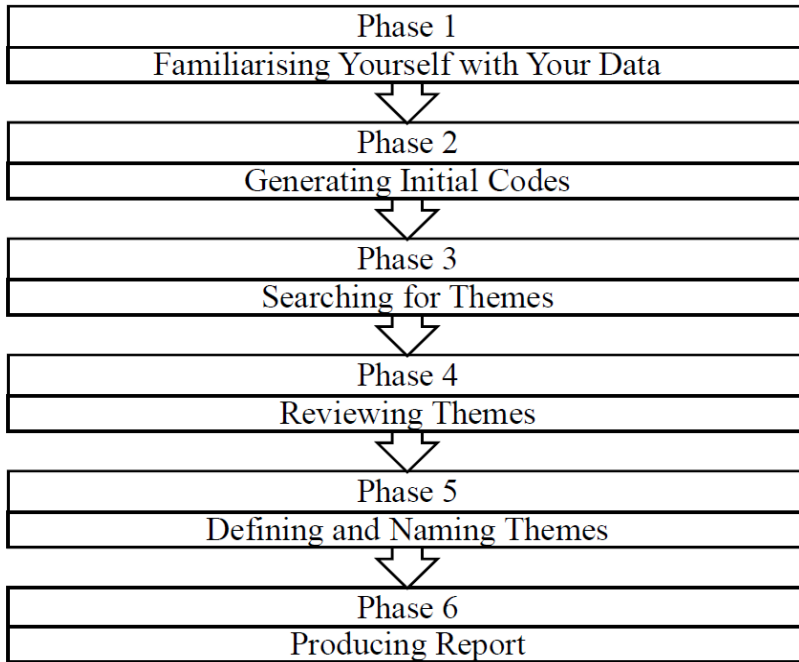 Phase 1
Familiarising Yourself with Your Data
Phase 2
Generating Initial Codes
Phase 3
Searching for Themes
Phase 4
Reviewing Themes
Phase 5
Defining and Naming Themes
Phase 6
Producing Report